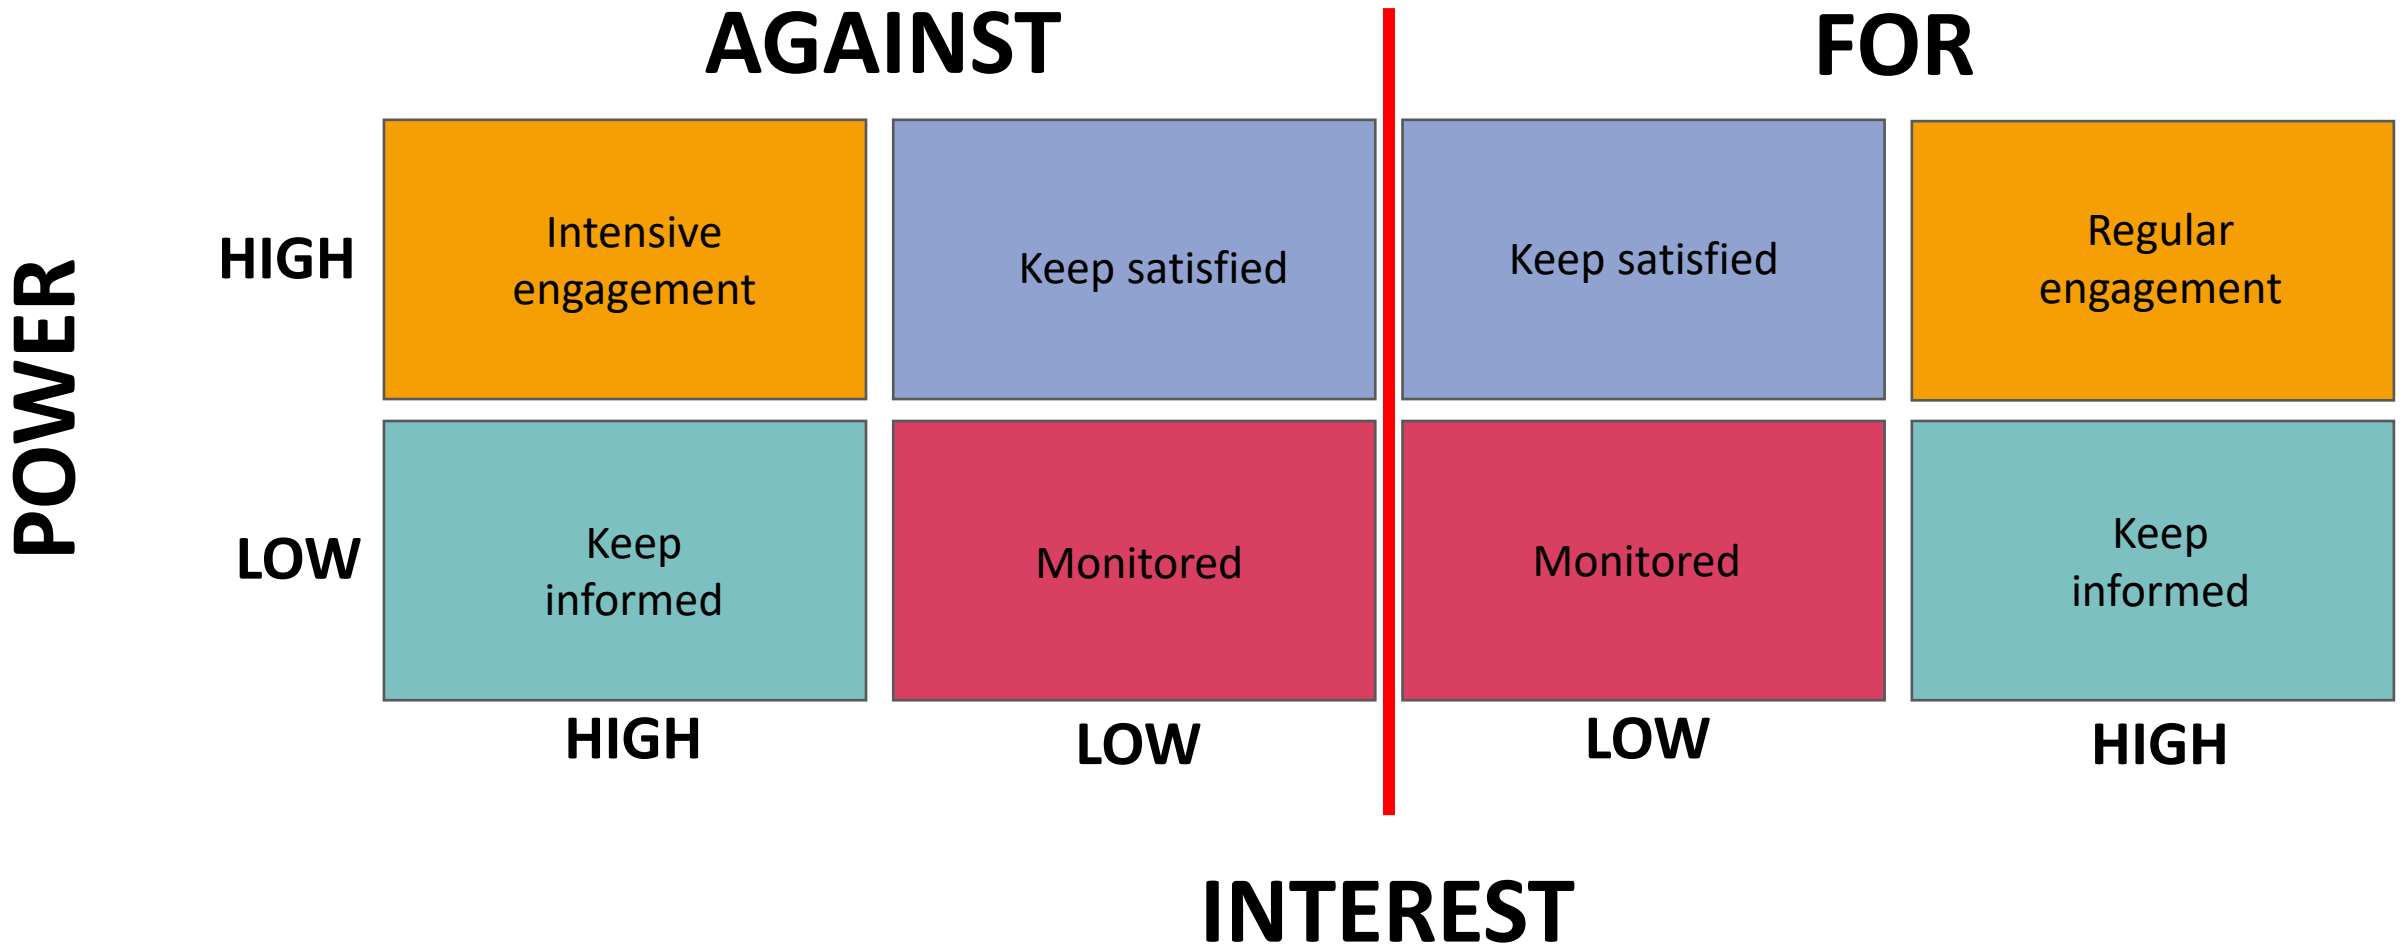 AGAINST
FOR
POWER
HIGH
Intensive
engagement
Keep satisfied
Keep satisfied
Regular
engagement
LOW
Keep
informed
Monitored
Monitored
Keep
informed
HIGH
LOW
LOW
HIGH
INTEREST